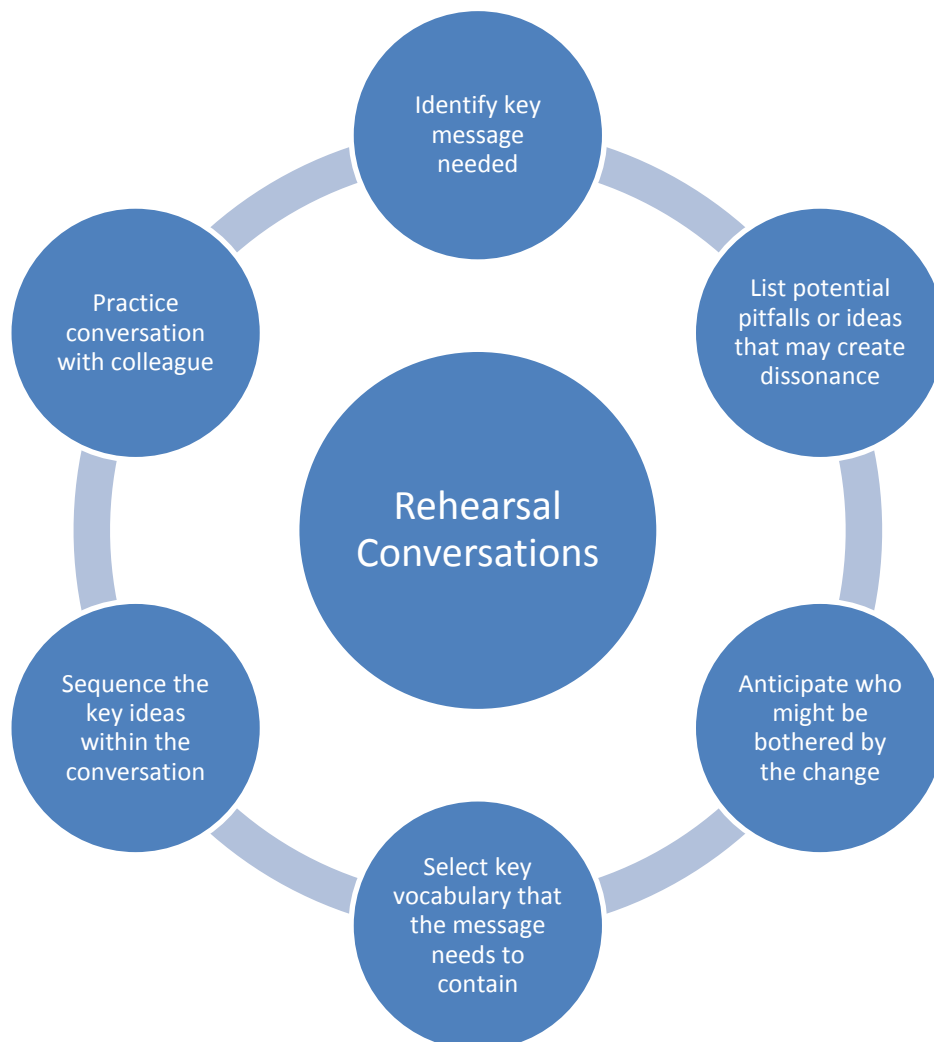 Identify key
message
needed
List potential
pitfalls or ideas
that may create
dissonance
Anticipate who
might be
bothered by
the change
Select key
vocabulary that
the message
needs to
contain
Sequence the
key ideas
within the
conversation
Practice
conversation
with colleague
Rehearsal
Conversations